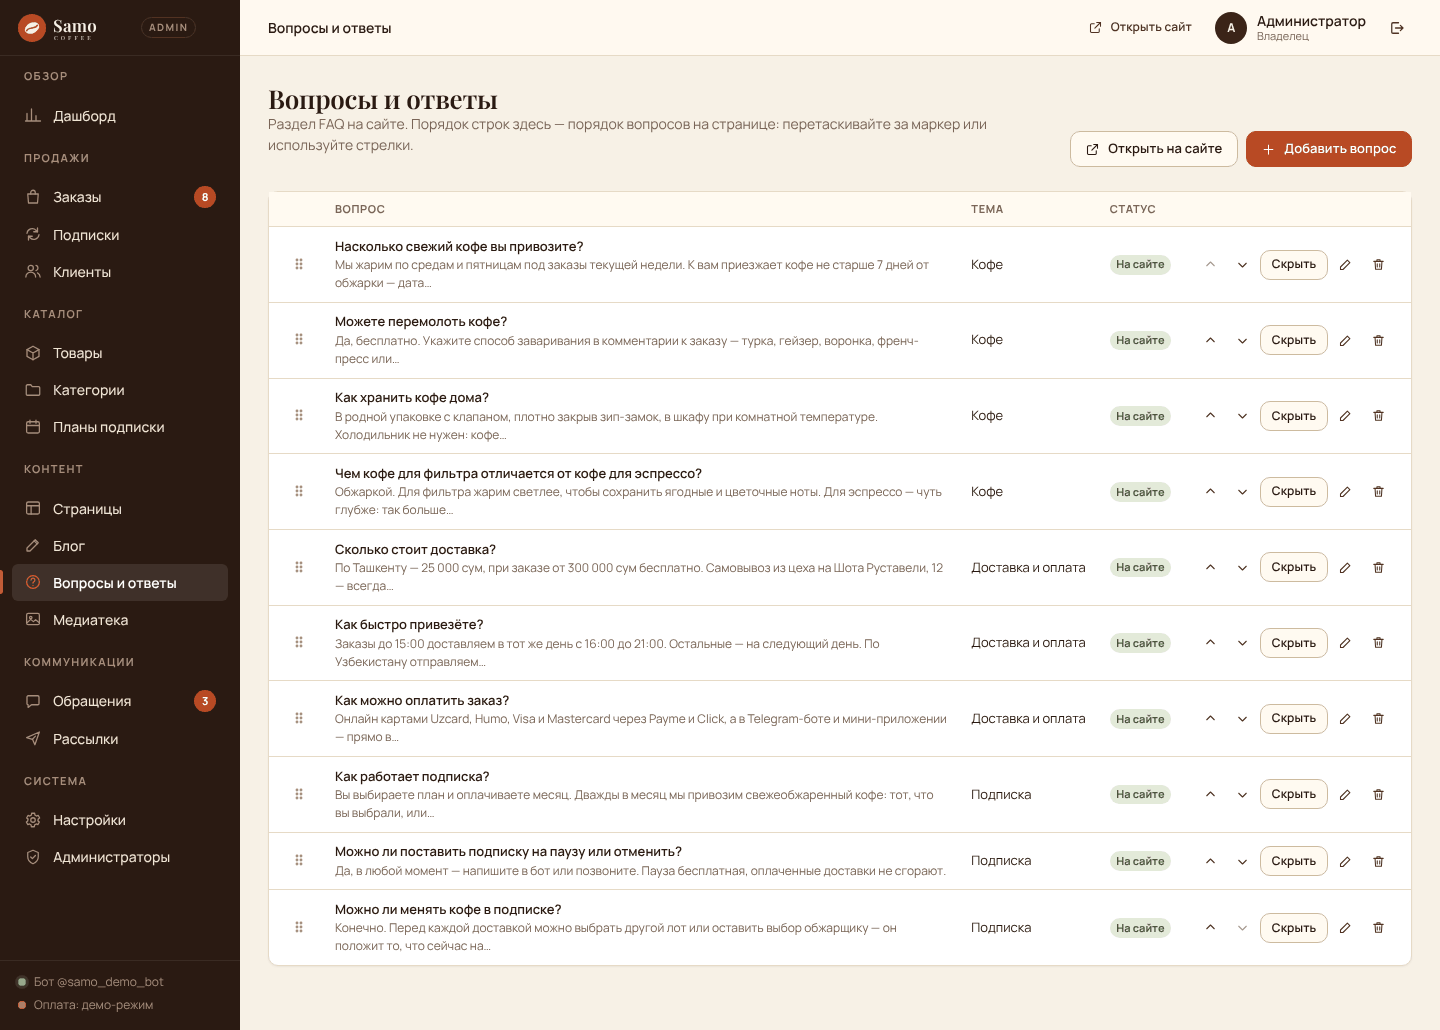 Samo
COFFEE
ADMIN
Вопросы и ответы
Открыть сайт
А
Администратор
Владелец
ОБЗОР
Дашборд
ПРОДАЖИ
Заказы
8
Подписки
Клиенты
КАТАЛОГ
Товары
Категории
Планы подписки
КОНТЕНТ
Страницы
Блог
Вопросы и ответы
Медиатека
КОММУНИКАЦИИ
Обращения
3
Рассылки
СИСТЕМА
Настройки
Администраторы
Бот @samo_demo_bot
Оплата: демо-режим
Вопросы и ответы
Раздел FAQ на сайте. Порядок строк здесь — порядок вопросов на странице: перетаскивайте за маркер или
используйте стрелки.
Открыть на сайте
Добавить вопрос
ВОПРОС
ТЕМА
СТАТУС
Насколько свежий кофе вы привозите?
Мы жарим по средам и пятницам под заказы текущей недели. К вам приезжает кофе не старше 7 дней от
обжарки — дата…
Кофе
На сайте
Скрыть
Можете перемолоть кофе?
Да, бесплатно. Укажите способ заваривания в комментарии к заказу — турка, гейзер, воронка, френч-
пресс или…
Кофе
На сайте
Скрыть
Как хранить кофе дома?
В родной упаковке с клапаном, плотно закрыв зип-замок, в шкафу при комнатной температуре.
Холодильник не нужен: кофе…
Кофе
На сайте
Скрыть
Чем кофе для фильтра отличается от кофе для эспрессо?
Обжаркой. Для фильтра жарим светлее, чтобы сохранить ягодные и цветочные ноты. Для эспрессо — чуть
глубже: так больше…
Кофе
На сайте
Скрыть
Сколько стоит доставка?
По Ташкенту — 25 000 сум, при заказе от 300 000 сум бесплатно. Самовывоз из цеха на Шота Руставели, 12
— всегда…
Доставка и оплата
На сайте
Скрыть
Как быстро привезёте?
Заказы до 15:00 доставляем в тот же день с 16:00 до 21:00. Остальные — на следующий день. По
Узбекистану отправляем…
Доставка и оплата
На сайте
Скрыть
Как можно оплатить заказ?
Онлайн картами Uzcard, Humo, Visa и Mastercard через Payme и Click, а в Telegram-боте и мини-приложении
— прямо в…
Доставка и оплата
На сайте
Скрыть
Как работает подписка?
Вы выбираете план и оплачиваете месяц. Дважды в месяц мы привозим свежеобжаренный кофе: тот, что
вы выбрали, или…
Подписка
На сайте
Скрыть
Можно ли поставить подписку на паузу или отменить?
Да, в любой момент — напишите в бот или позвоните. Пауза бесплатная, оплаченные доставки не сгорают.
Подписка
На сайте
Скрыть
Можно ли менять кофе в подписке?
Конечно. Перед каждой доставкой можно выбрать другой лот или оставить выбор обжарщику — он
положит то, что сейчас на…
Подписка
На сайте
Скрыть